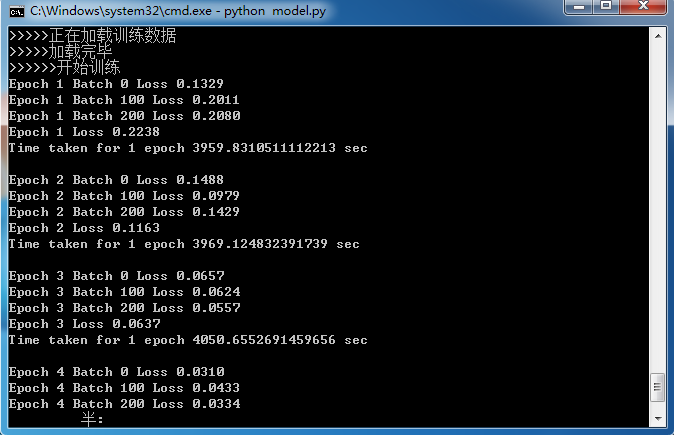 C:\Windows\system32\cmd.exe - python  model.py
>>>>>正在加载训练数据
>>>>>加载完毕
>>>>>>开始训练
Epoch 1 Batch 0 Loss 0.1329
Epoch 1 Batch 100 Loss 0.2011
Epoch 1 Batch 200 Loss 0.2080
Epoch 1 Loss 0.2238
Time taken for 1 epoch 3959.8310511112213 sec
Epoch 2 Batch 0 Loss 0.1488
Epoch 2 Batch 100 Loss 0.0979
Epoch 2 Batch 200 Loss 0.1429
Epoch 2 Loss 0.1163
Time taken for 1 epoch 3969.124832391739 sec
Epoch 3 Batch 0 Loss 0.0657
Epoch 3 Batch 100 Loss 0.0624
Epoch 3 Batch 200 Loss 0.0557
Epoch 3 Loss 0.0637
Time taken for 1 epoch 4050.6552691459656 sec
Epoch 4 Batch 0 Loss 0.0310
Epoch 4 Batch 100 Loss 0.0433
Epoch 4 Batch 200 Loss 0.0334
半: